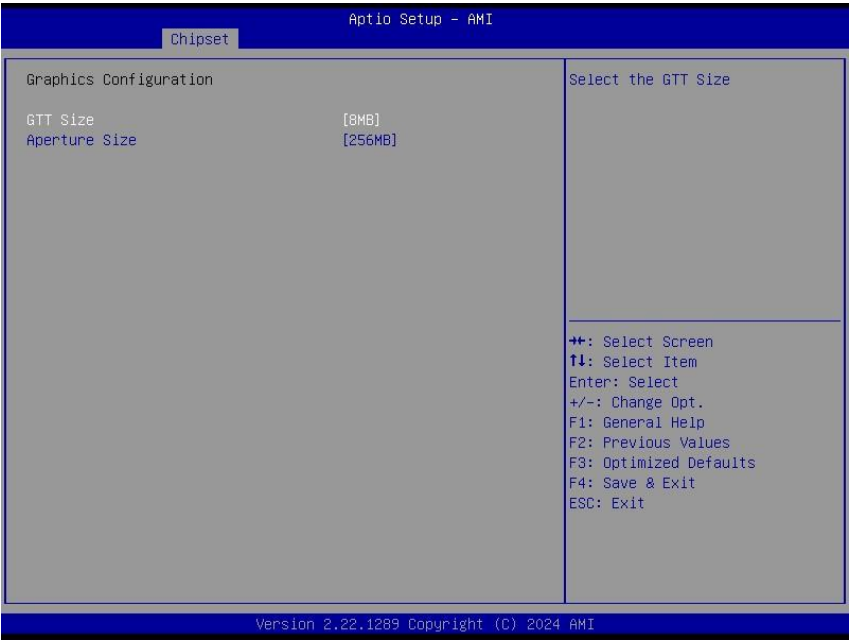 Aptio Setup - AMI
Chipset
Graphics Configuration
GTT Size [8MB]
Aperture Size [256MB]
Select the GTT Size
→←: Select Screen
↑↓: Select Item
Enter: Select
+/-: Change Opt.
F1: General Help
F2: Previous Values
F3: Optimized Defaults
F4: Save & Exit
ESC: Exit
Version 2.22.1289 Copyright (C) 2024 AMI